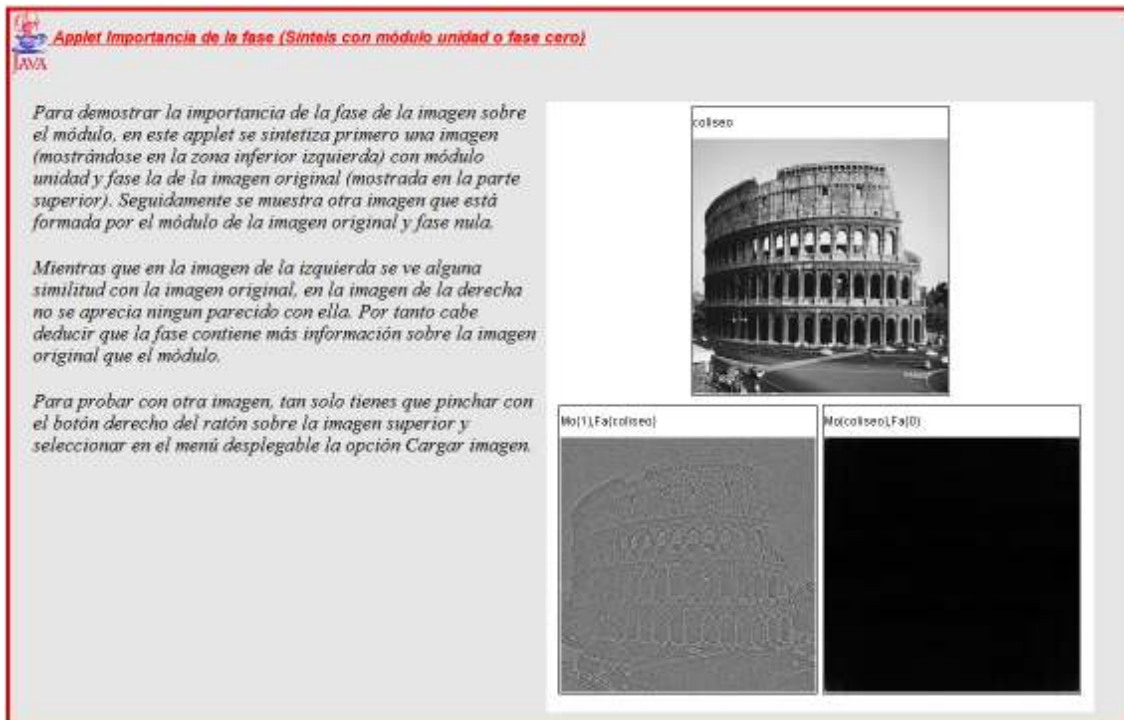 JAVA
Applet Importancia de la fase (Sínteis con módulo unidad o fase cero)
Para demostrar la importancia de la fase de la imagen sobre
el módulo, en este applet se sintetiza primero una imagen
(mostrándose en la zona inferior izquierda) con módulo
unidad y fase la de la imagen original (mostrada en la parte
superior). Seguidamente se muestra otra imagen que está
formada por el módulo de la imagen original y fase nula.
Mientras que en la imagen de la izquierda se ve alguna
similitud con la imagen original, en la imagen de la derecha
no se aprecia ningun parecido con ella. Por tanto cabe
deducir que la fase contiene más información sobre la imagen
original que el módulo.
Para probar con otra imagen, tan solo tienes que pinchar con
el botón derecho del ratón sobre la imagen superior y
seleccionar en el menú desplegable la opción Cargar imagen.
coliseo
Mo(1),Fa(coliseo)
Mo(coliseo),Fa(0)